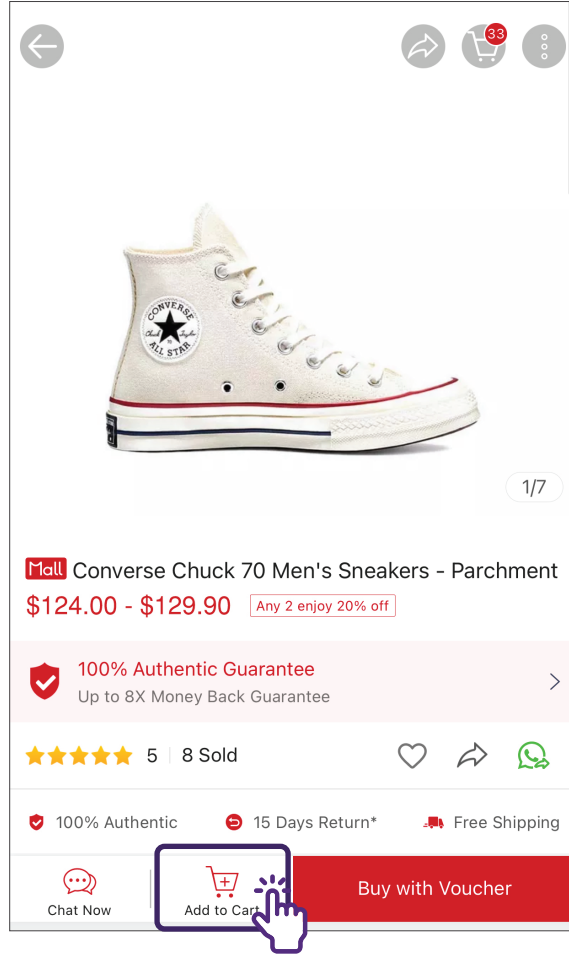 33
CONVERSE
Chuck Taylor
ALL STAR
1/7
Mall Converse Chuck 70 Men's Sneakers - Parchment
$124.00 - $129.90 Any 2 enjoy 20% off
100% Authentic Guarantee
Up to 8X Money Back Guarantee
5 8 Sold
100% Authentic 15 Days Return* Free Shipping
Chat Now Add to Cart Buy with Voucher